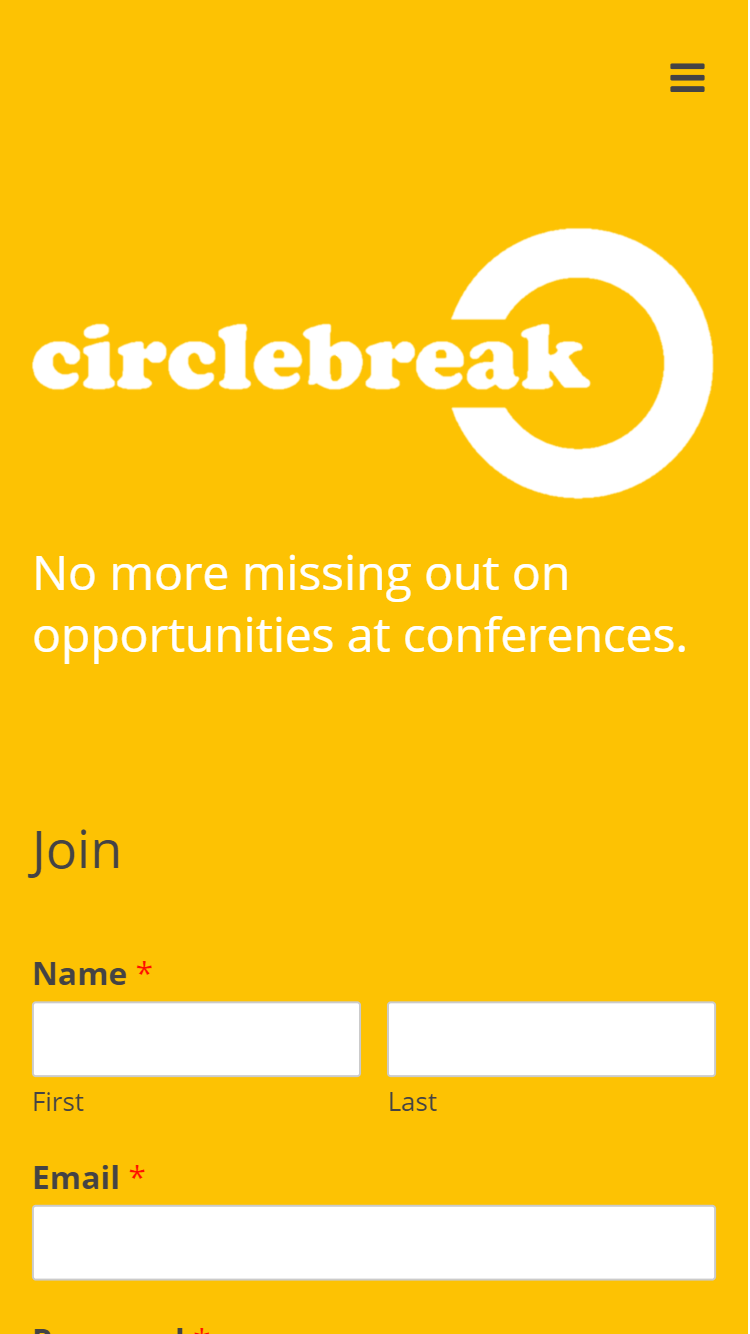 circlebreak
No more missing out on
opportunities at conferences.
Join
Name *
First Last
Email *